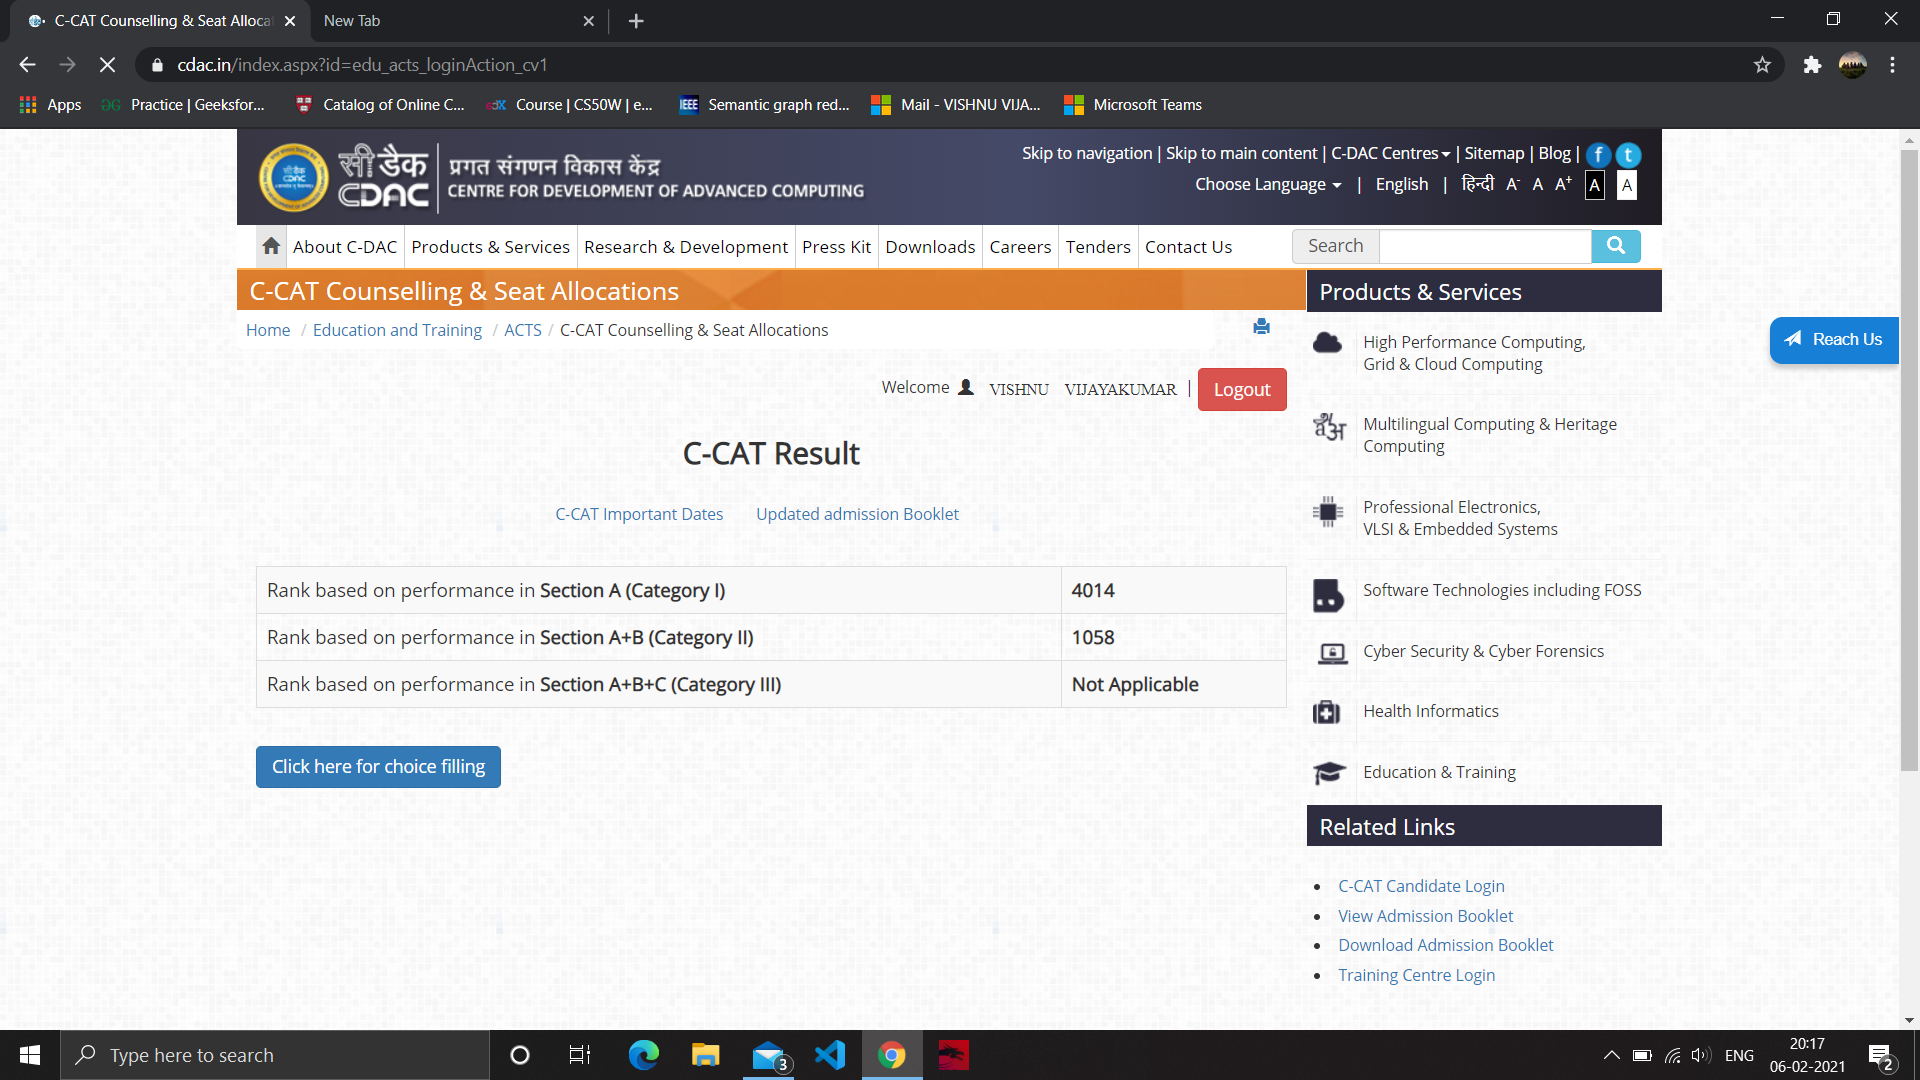 C-CAT Counselling & Seat Alloca
New Tab
cdac.in/index.aspx?id=edu_acts_loginAction_cv1
Apps
Practice | Geeksfor...
Catalog of Online C...
Course | CS50W | e...
IEEE
Semantic graph red...
Mail - VISHNU VIJA...
Microsoft Teams
सी डैक
CDAC
प्रगत संगणन विकास केंद्र
CENTRE FOR DEVELOPMENT OF ADVANCED COMPUTING
Skip to navigation | Skip to main content | C-DAC Centres | Sitemap | Blog | f t
Choose Language | English | हिन्दी A- A A+ A A
About C-DAC
Products & Services
Research & Development
Press Kit
Downloads
Careers
Tenders
Contact Us
Search
C-CAT Counselling & Seat Allocations
Home / Education and Training / ACTS / C-CAT Counselling & Seat Allocations
Welcome VISHNU VIJAYAKUMAR | Logout
C-CAT Result
C-CAT Important Dates
Updated admission Booklet
Rank based on performance in Section A (Category I) 4014
Rank based on performance in Section A+B (Category II) 1058
Rank based on performance in Section A+B+C (Category III) Not Applicable
Click here for choice filling
Products & Services
High Performance Computing,
Grid & Cloud Computing
Multilingual Computing & Heritage
Computing
Professional Electronics,
VLSI & Embedded Systems
Software Technologies including FOSS
Cyber Security & Cyber Forensics
Health Informatics
Education & Training
Related Links
C-CAT Candidate Login
View Admission Booklet
Download Admission Booklet
Training Centre Login
Reach Us
Type here to search
3
ENG
20:17
06-02-2021
2